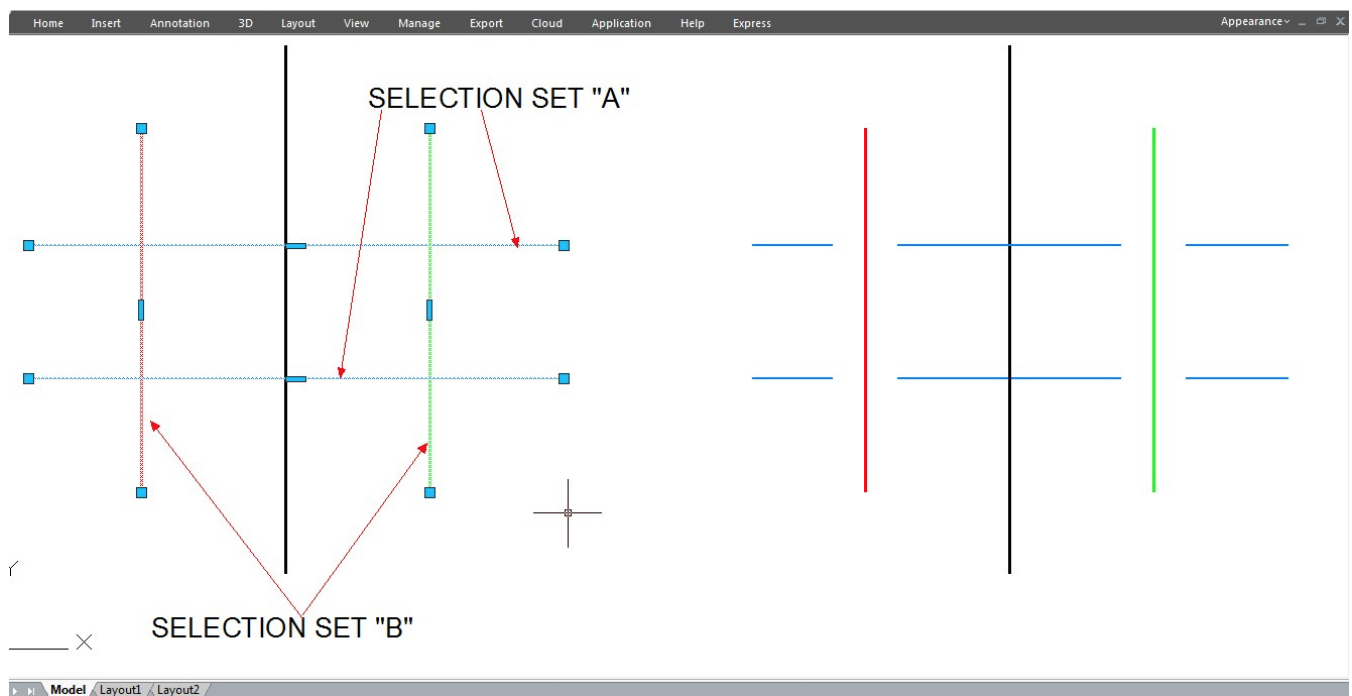 Home Insert Annotation 3D Layout View Manage Export Cloud Application Help Express Appearance
SELECTION SET "A"
Y
SELECTION SET "B"
X
Model Layout1 Layout2